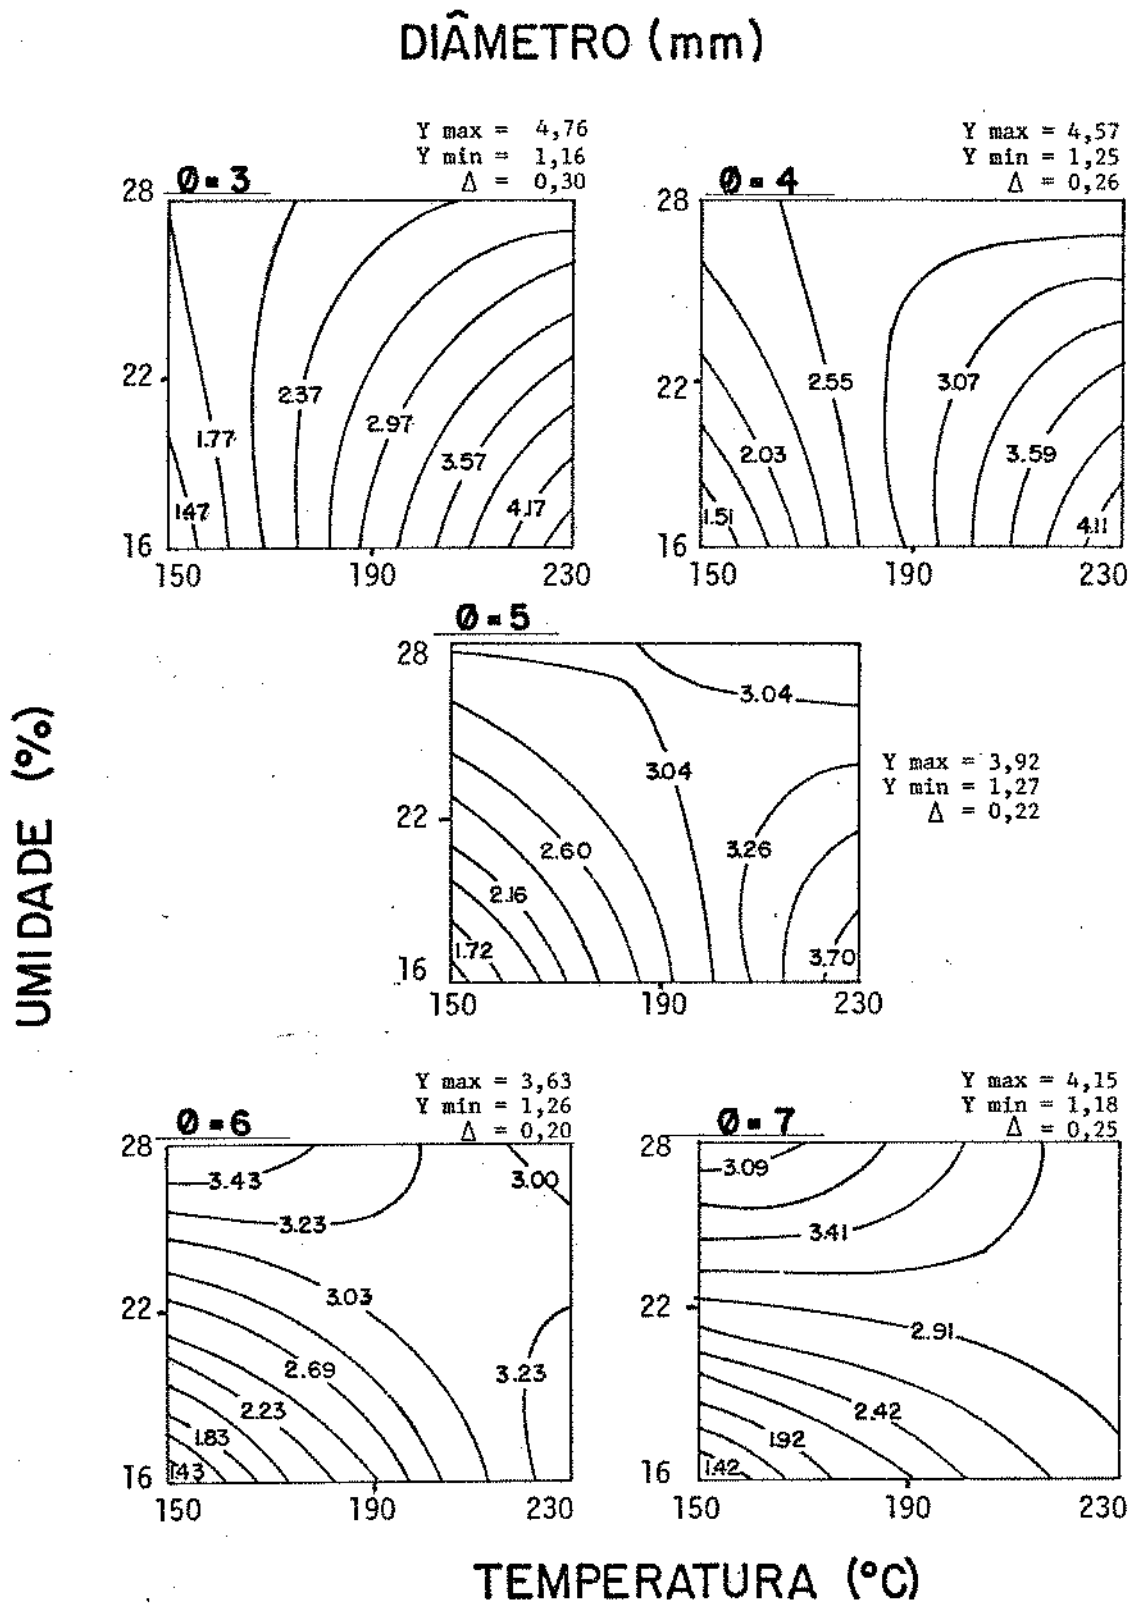 DIÂMETRO (mm)
Y max = 4,76
Y min = 1,16
Δ = 0,30
Ø = 3
28
22
16
150
190
230
1.47
1.77
2.37
2.97
3.57
4.17
Y max = 4,57
Y min = 1,25
Δ = 0,26
Ø = 4
28
22
16
150
190
230
1.51
2.03
2.55
3.07
3.59
4.11
UMIDADE (%)
Ø = 5
28
22
16
150
190
230
1.72
2.16
2.60
3.04
3.04
3.26
3.70
Y max = 3,92
Y min = 1,27
Δ = 0,22
Y max = 3,63
Y min = 1,26
Δ = 0,20
Ø = 6
28
22
16
150
190
230
3.43
3.23
3.00
3.03
2.69
2.23
1.83
1.43
3.23
Y max = 4,15
Y min = 1,18
Δ = 0,25
Ø = 7
28
22
16
150
190
230
3.09
3.41
2.91
2.42
1.92
1.42
TEMPERATURA (ºC)